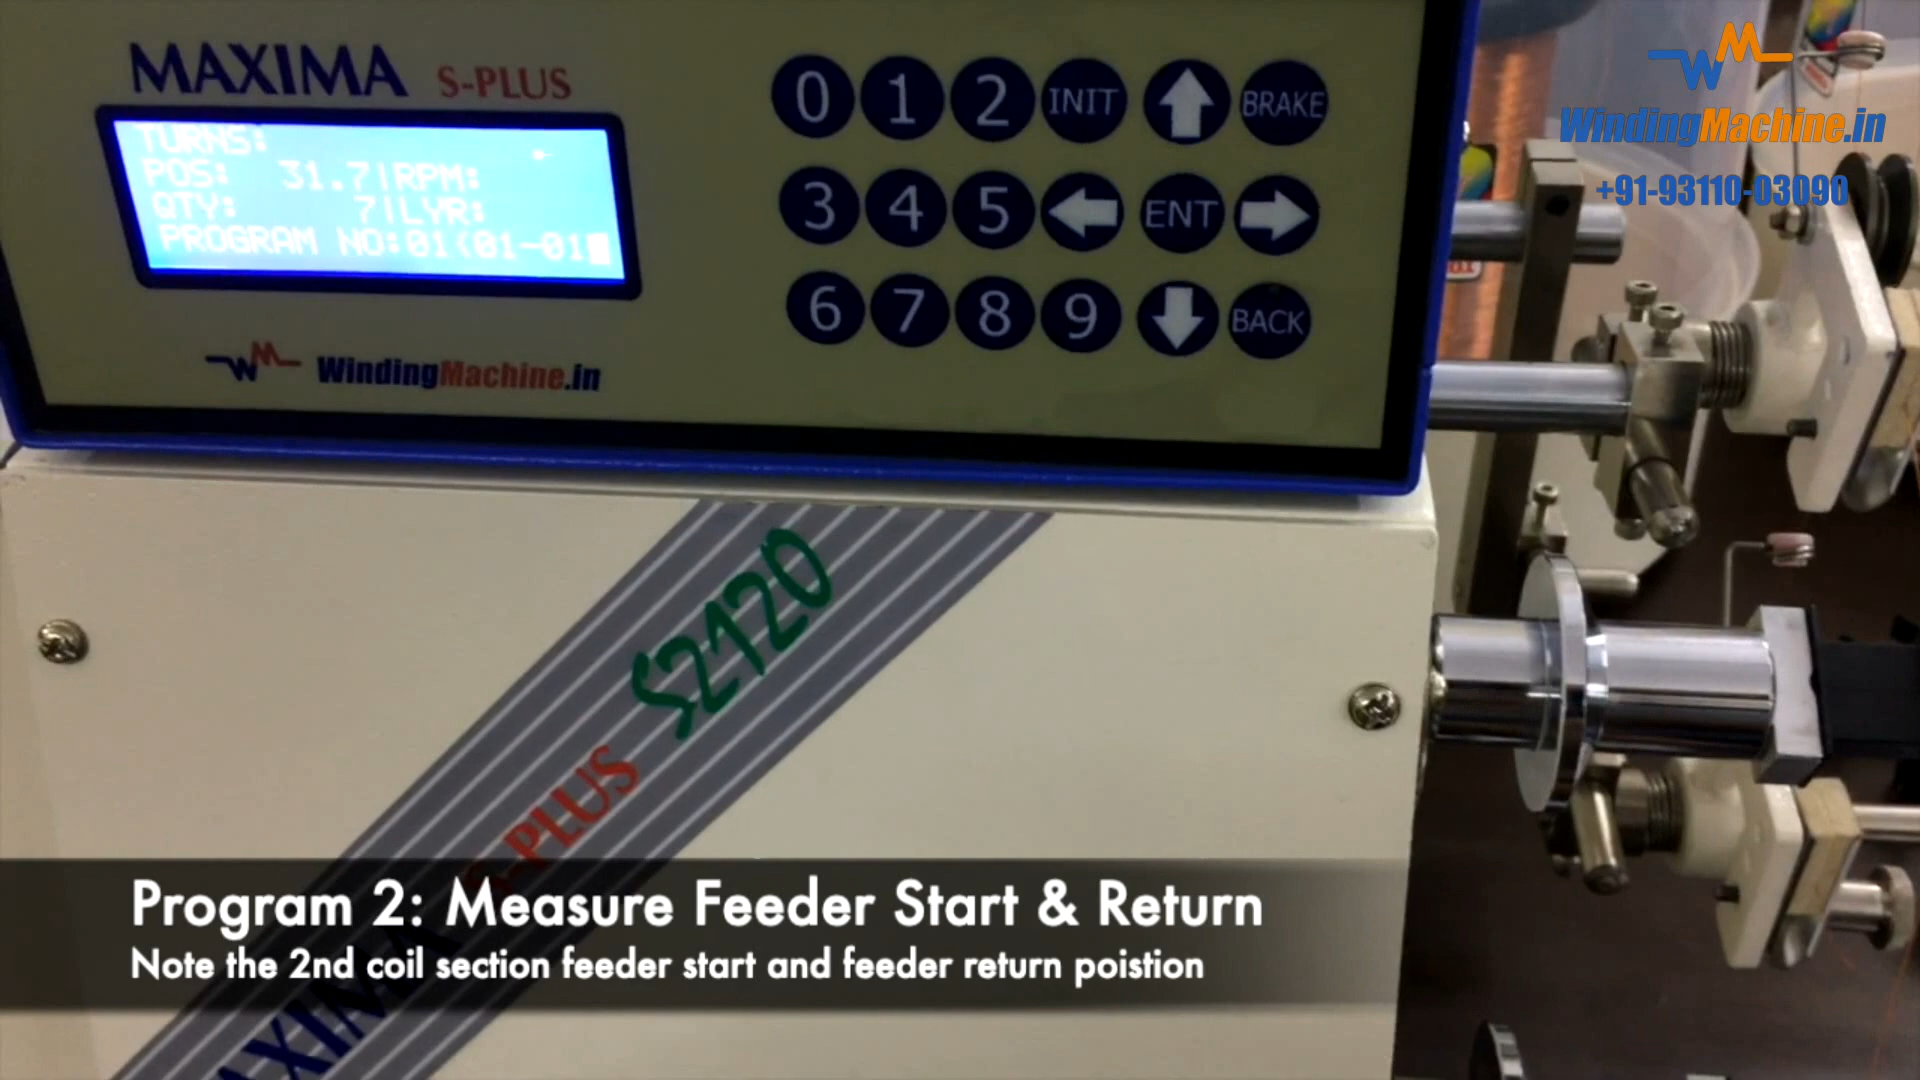 MAXIMA S-PLUS
TURNS:
POS: 31.7|RPM:
QTY: 7|LYR:
PROGRAM NO:01(01-01
WindingMachine.in
0 1 2 INIT BRAKE
3 4 5 ENT
6 7 8 9 BACK
WindingMachine.in
+91-93110-03090
S2120
S-PLUS
MAXIMA
Program 2: Measure Feeder Start & Return
Note the 2nd coil section feeder start and feeder return poistion